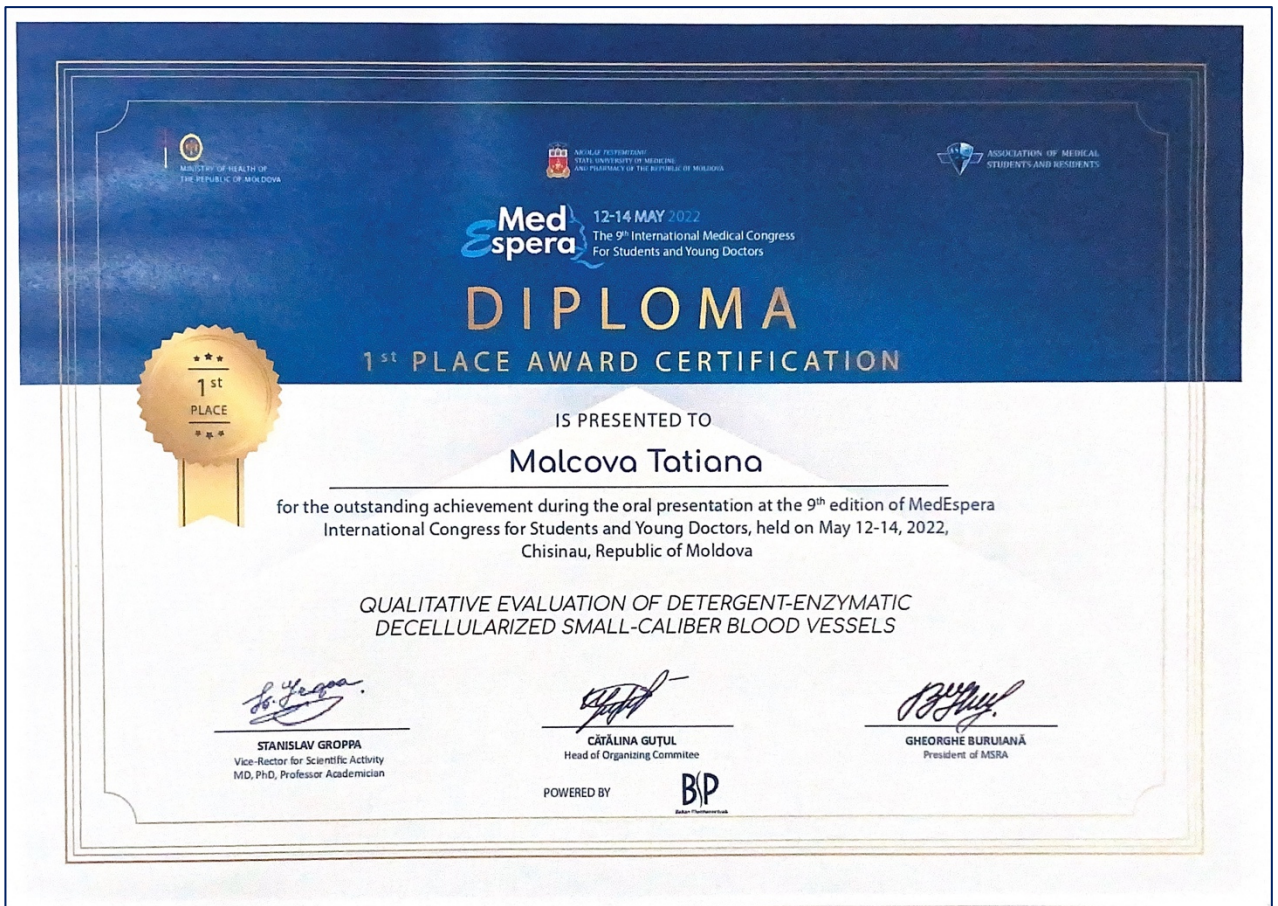 MINISTRY OF HEALTH OF
THE REPUBLIC OF MOLDOVA
NICOLAE TESTEMITANU
STATE UNIVERSITY OF MEDICINE
AND PHARMACY OF THE REPUBLIC OF MOLDOVA
ASSOCIATION OF MEDICAL
STUDENTS AND RESIDENTS
Med
Espera
12-14 MAY 2022
The 9th International Medical Congress
For Students and Young Doctors
DIPLOMA
1st PLACE AWARD CERTIFICATION
1st
PLACE
IS PRESENTED TO
Malcova Tatiana
for the outstanding achievement during the oral presentation at the 9th edition of MedEspera
International Congress for Students and Young Doctors, held on May 12-14, 2022,
Chisinau, Republic of Moldova
QUALITATIVE EVALUATION OF DETERGENT-ENZYMATIC
DECELLULARIZED SMALL-CALIBER BLOOD VESSELS
STANISLAV GROPPA
Vice-Rector for Scientific Activity
MD, PhD, Professor Academician
CĂTĂLINA GUȚUL
Head of Organizing Commitee
GHEORGHE BURUIANĂ
President of MSRA
POWERED BY
BSP